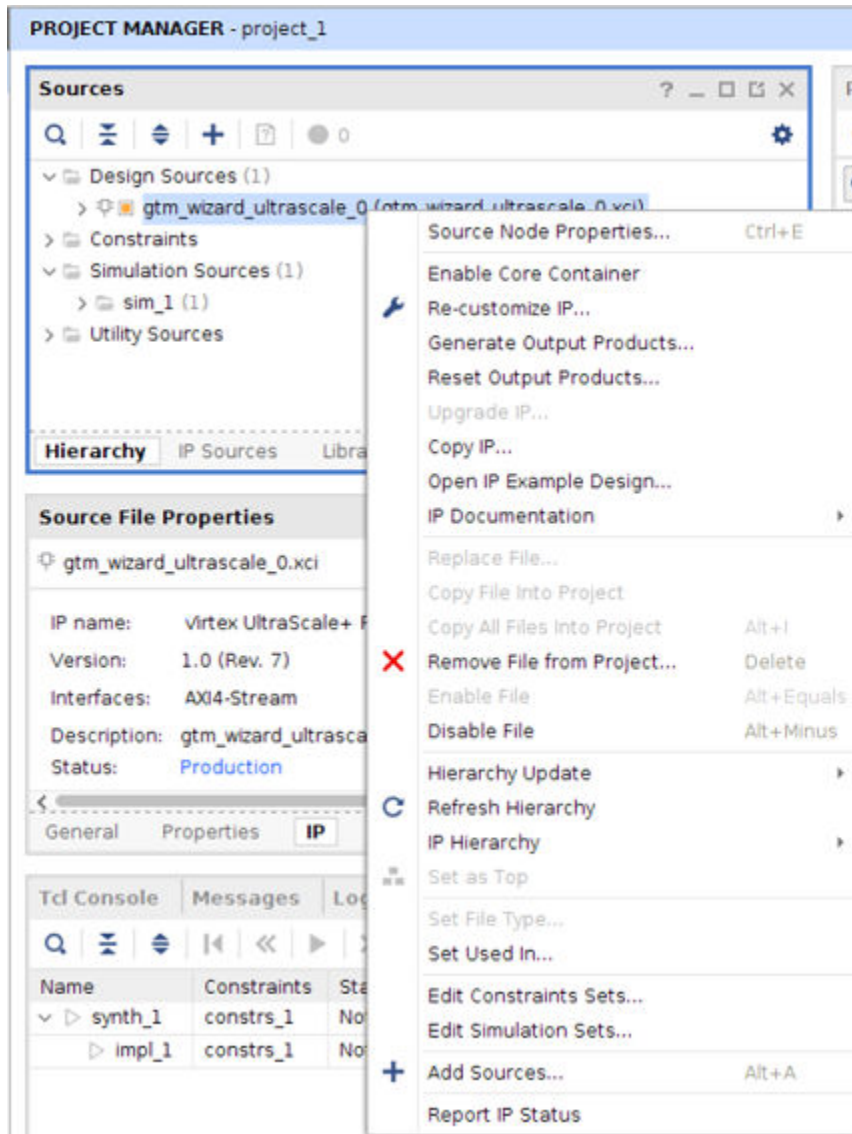 PROJECT MANAGER - project_1
Sources
? _
0
Design Sources (1)
gtm_wizard_ultrascale_0 (gtm_wizard_ultrascale_0.xci)
Constraints
Simulation Sources (1)
sim_1 (1)
Utility Sources
Hierarchy IP Sources Libra
Source File Properties
gtm_wizard_ultrascale_0.xci
IP name: Virtex UltraScale+ F
Version: 1.0 (Rev. 7)
Interfaces: AXI4-Stream
Description: gtm_wizard_ultrasca
Status: Production
General Properties IP
Tcl Console Messages Log
Name Constraints Sta
synth_1 constrs_1 No
impl_1 constrs_1 No
Source Node Properties... Ctrl+E
Enable Core Container
Re-customize IP...
Generate Output Products...
Reset Output Products...
Upgrade IP...
Copy IP...
Open IP Example Design...
IP Documentation
Replace File...
Copy File Into Project
Copy All Files Into Project Alt+I
Remove File from Project... Delete
Enable File Alt+Equals
Disable File Alt+Minus
Hierarchy Update
Refresh Hierarchy
IP Hierarchy
Set as Top
Set File Type...
Set Used In...
Edit Constraints Sets...
Edit Simulation Sets...
Add Sources... Alt+A
Report IP Status